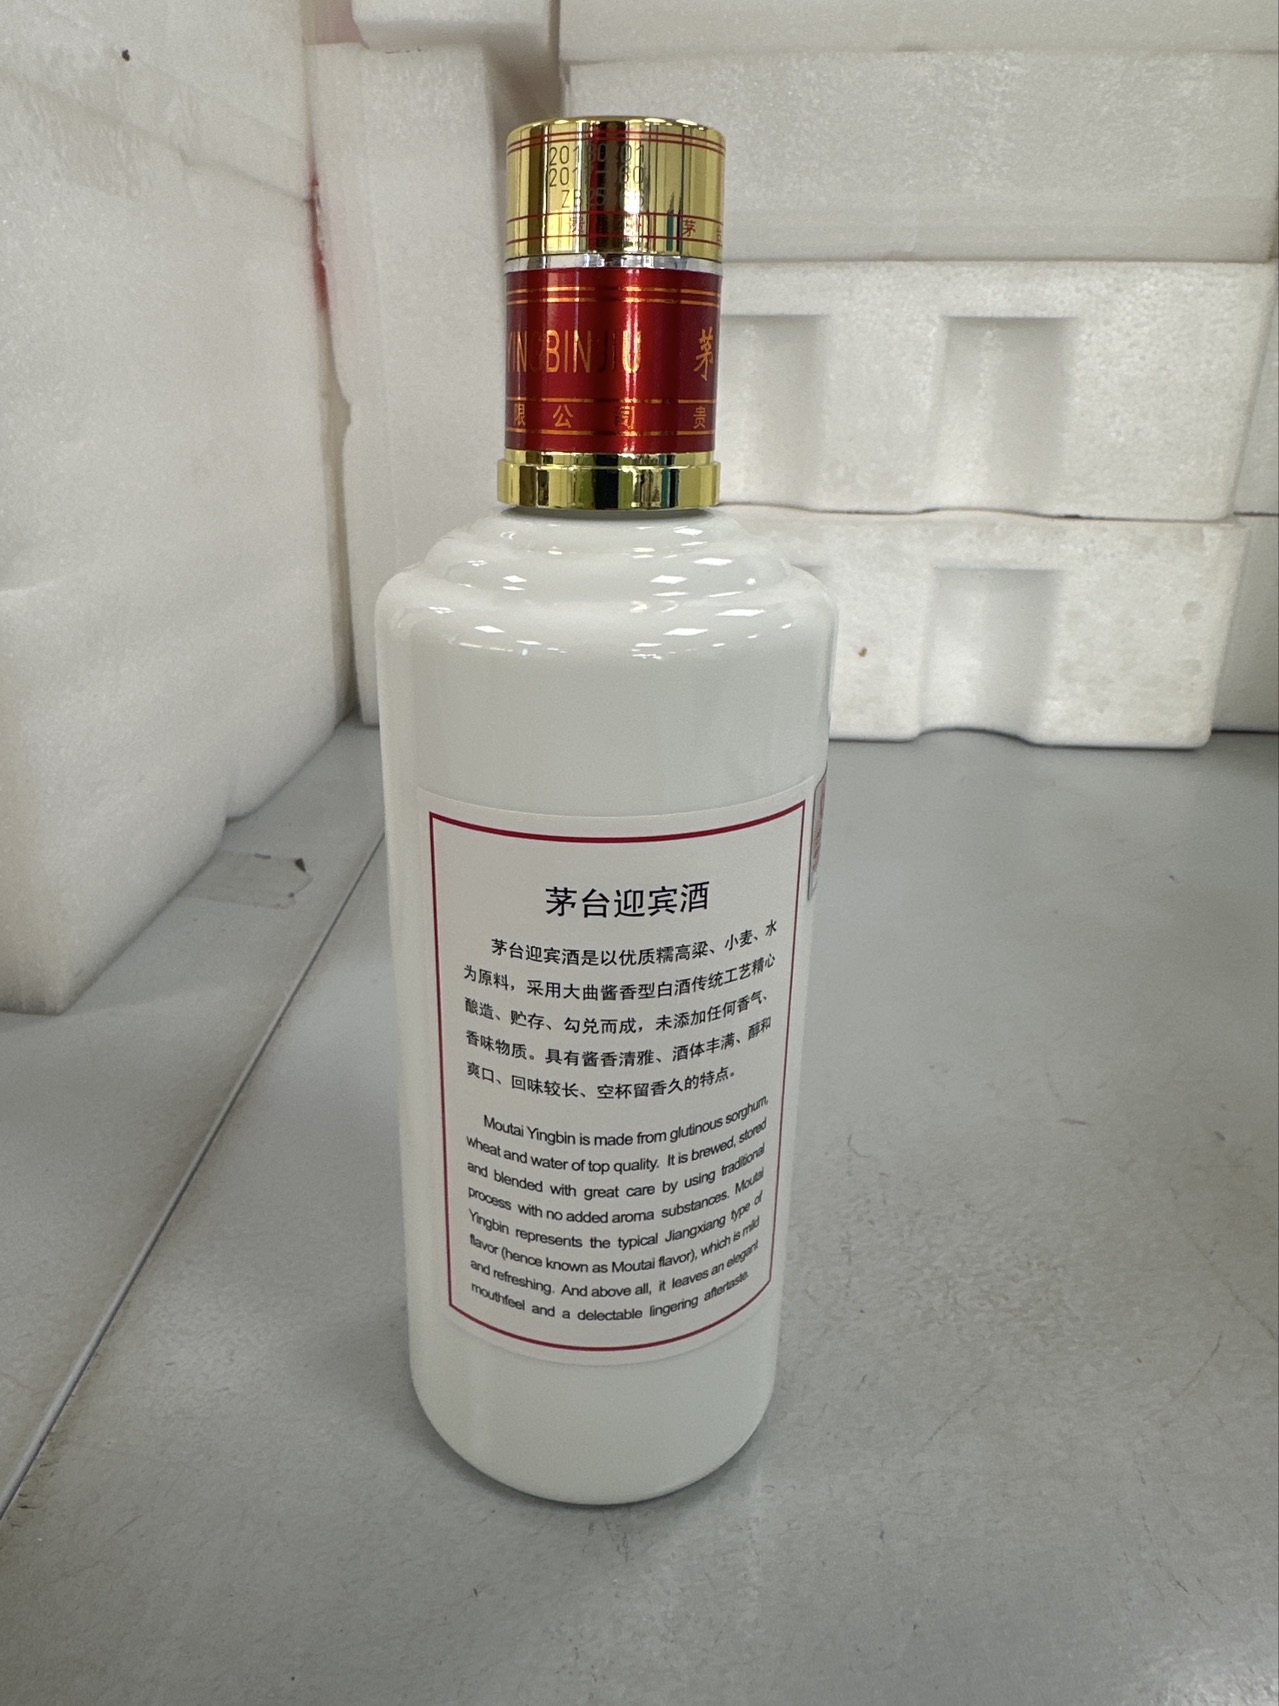 YINGBINJIU 茅
限公司 贵
茅台迎宾酒
茅台迎宾酒是以优质糯高粱、小麦、水
为原料，采用大曲酱香型白酒传统工艺精心
酿造、贮存、勾兑而成，未添加任何香气、
香味物质。具有酱香清雅、酒体丰满、醇和
爽口、回味较长、空杯留香久的特点。
Moutai Yingbin is made from glutinous sorghum,
wheat and water of top quality. It is brewed, stored
and blended with great care by using traditional
process with no added aroma substances. Moutai
Yingbin represents the typical Jiangxiang type of
flavor (hence known as Moutai flavor), which is mild
and refreshing. And above all, it leaves an elegant
mouthfeel and a delectable lingering aftertaste.